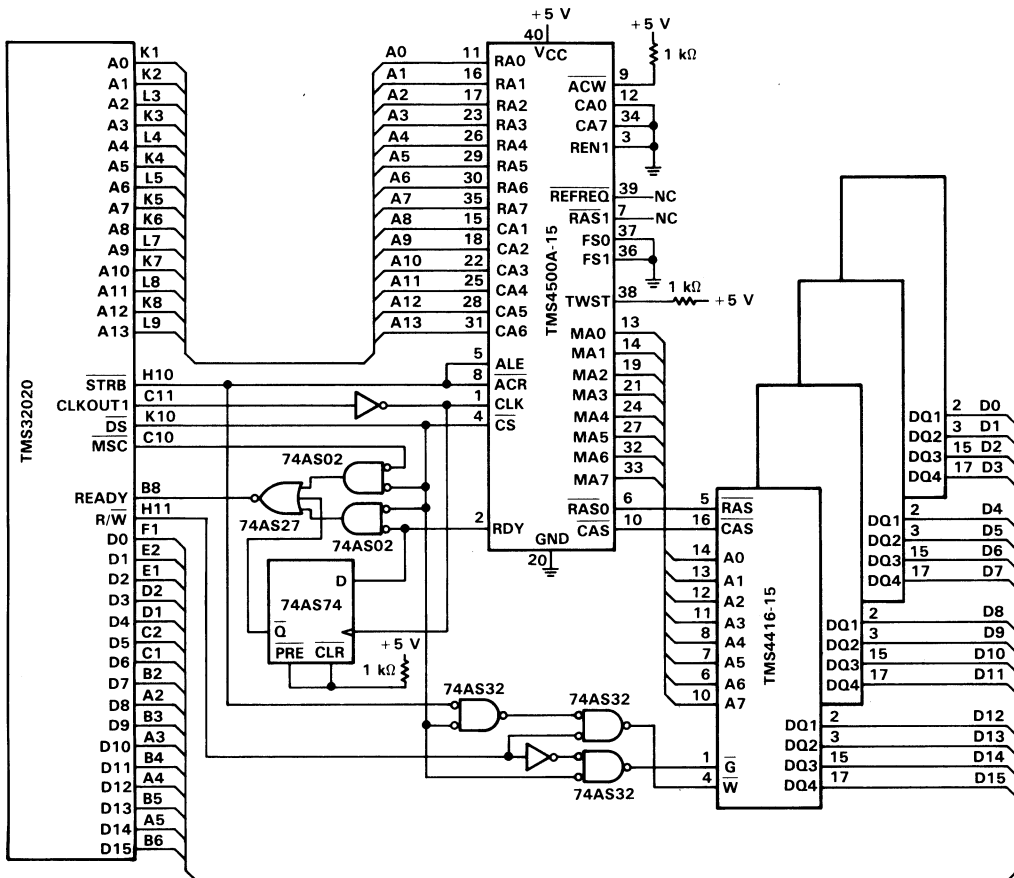 +5 V
40
VCC
+5 V
1 kΩ
TMS32020
A0 K1
A1 K2
A2 L3
A3 K3
A4 L4
A5 K4
A6 L5
A7 K5
A8 K6
A9 L7
A10 K7
A11 L8
A12 K8
A13 L9
STRB H10
CLKOUT1 C11
DS K10
MSC C10
READY B8
R/W H11
D0 F1
D1 E2
D2 E1
D3 D2
D4 D1
D5 C2
D6 C1
D7 B2
D8 A2
D9 B3
D10 A3
D11 B4
D12 A4
D13 B5
D14 A5
D15 B6
A0 11 RA0
A1 16 RA1
A2 17 RA2
A3 23 RA3
A4 26 RA4
A5 29 RA5
A6 30 RA6
A7 35 RA7
A8 15 CA1
A9 18 CA2
A10 22 CA3
A11 25 CA4
A12 28 CA5
A13 31 CA6
5 ALE
8 ACR
1 CLK
4 CS
2 RDY
TMS4500A-15
ACW 9
CA0 12
CA7 34
REN1 3
REFREQ 39 NC
RAS1 7 NC
FS0 37
FS1 36
TWST 38 1 kΩ +5 V
MA0 13
MA1 14
MA2 19
MA3 21
MA4 24
MA5 27
MA6 32
MA7 33
RAS0 6
CAS 10
GND
20
74AS02
74AS27
74AS02
D
74AS74
Q
PRE CLR
+5 V
1 kΩ
74AS32
74AS32
74AS32
5 RAS
16 CAS
14 A0
13 A1
12 A2
11 A3
8 A4
7 A5
6 A6
10 A7
1 G
4 W
TMS4416-15
DQ1 2 D0
DQ2 3 D1
DQ3 15 D2
DQ4 17 D3
DQ1 2 D4
DQ2 3 D5
DQ3 15 D6
DQ4 17 D7
DQ1 2 D8
DQ2 3 D9
DQ3 15 D10
DQ4 17 D11
DQ1 2 D12
DQ2 3 D13
DQ3 15 D14
DQ4 17 D15